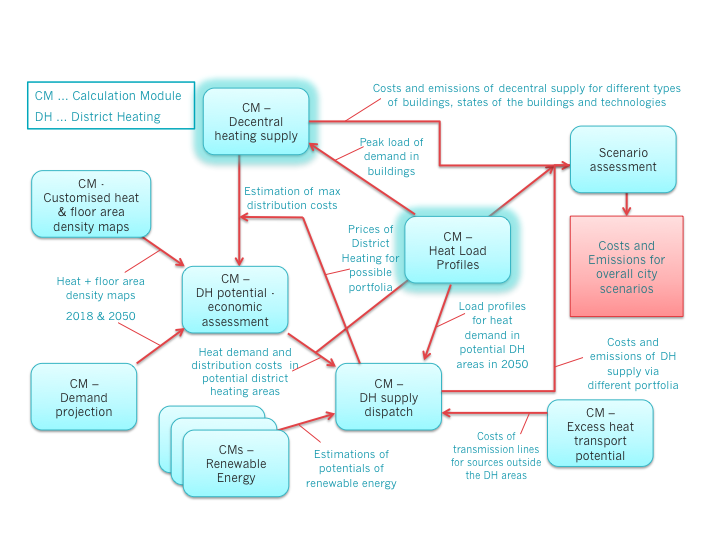 CM ... Calculation Module
DH ... District Heating
CM –
Decentral
heating supply
Costs and emissions of decentral supply for different types
of buildings, states of the buildings and technologies
Peak load of
demand in
buildings
Scenario
assessment
CM -
Customised heat
& floor area
density maps
Estimation of max
distribution costs
Prices of
District
Heating for
possible
portfolia
CM –
Heat Load
Profiles
Costs and
Emissions for
overall city
scenarios
Heat + floor area
density maps
2018 & 2050
CM –
DH potential -
economic
assessment
Load profiles
for heat
demand in
potential DH
areas in 2050
Heat demand and
distribution costs in
potential district
heating areas
Costs and
emissions of DH
supply via
different portfolia
CM –
Demand
projection
CM –
DH supply
dispatch
CMs –
Renewable
Energy
Estimations of
potentials of
renewable energy
Costs of
transmission lines
for sources outside
the DH areas
CM –
Excess heat
transport
potential